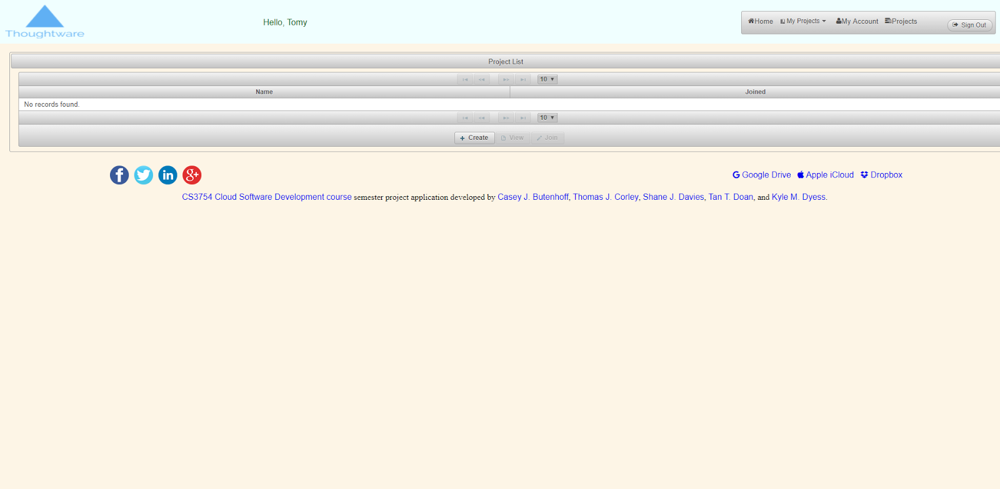 Thoughtware
Hello, Tomy
Home My Projects My Account Projects Sign Out
Project List
10
Name Joined
No records found.
10
Create View Join
Google Drive Apple iCloud Dropbox
CS3754 Cloud Software Development course semester project application developed by Casey J. Butenhoff, Thomas J. Corley, Shane J. Davies, Tan T. Doan, and Kyle M. Dyess.